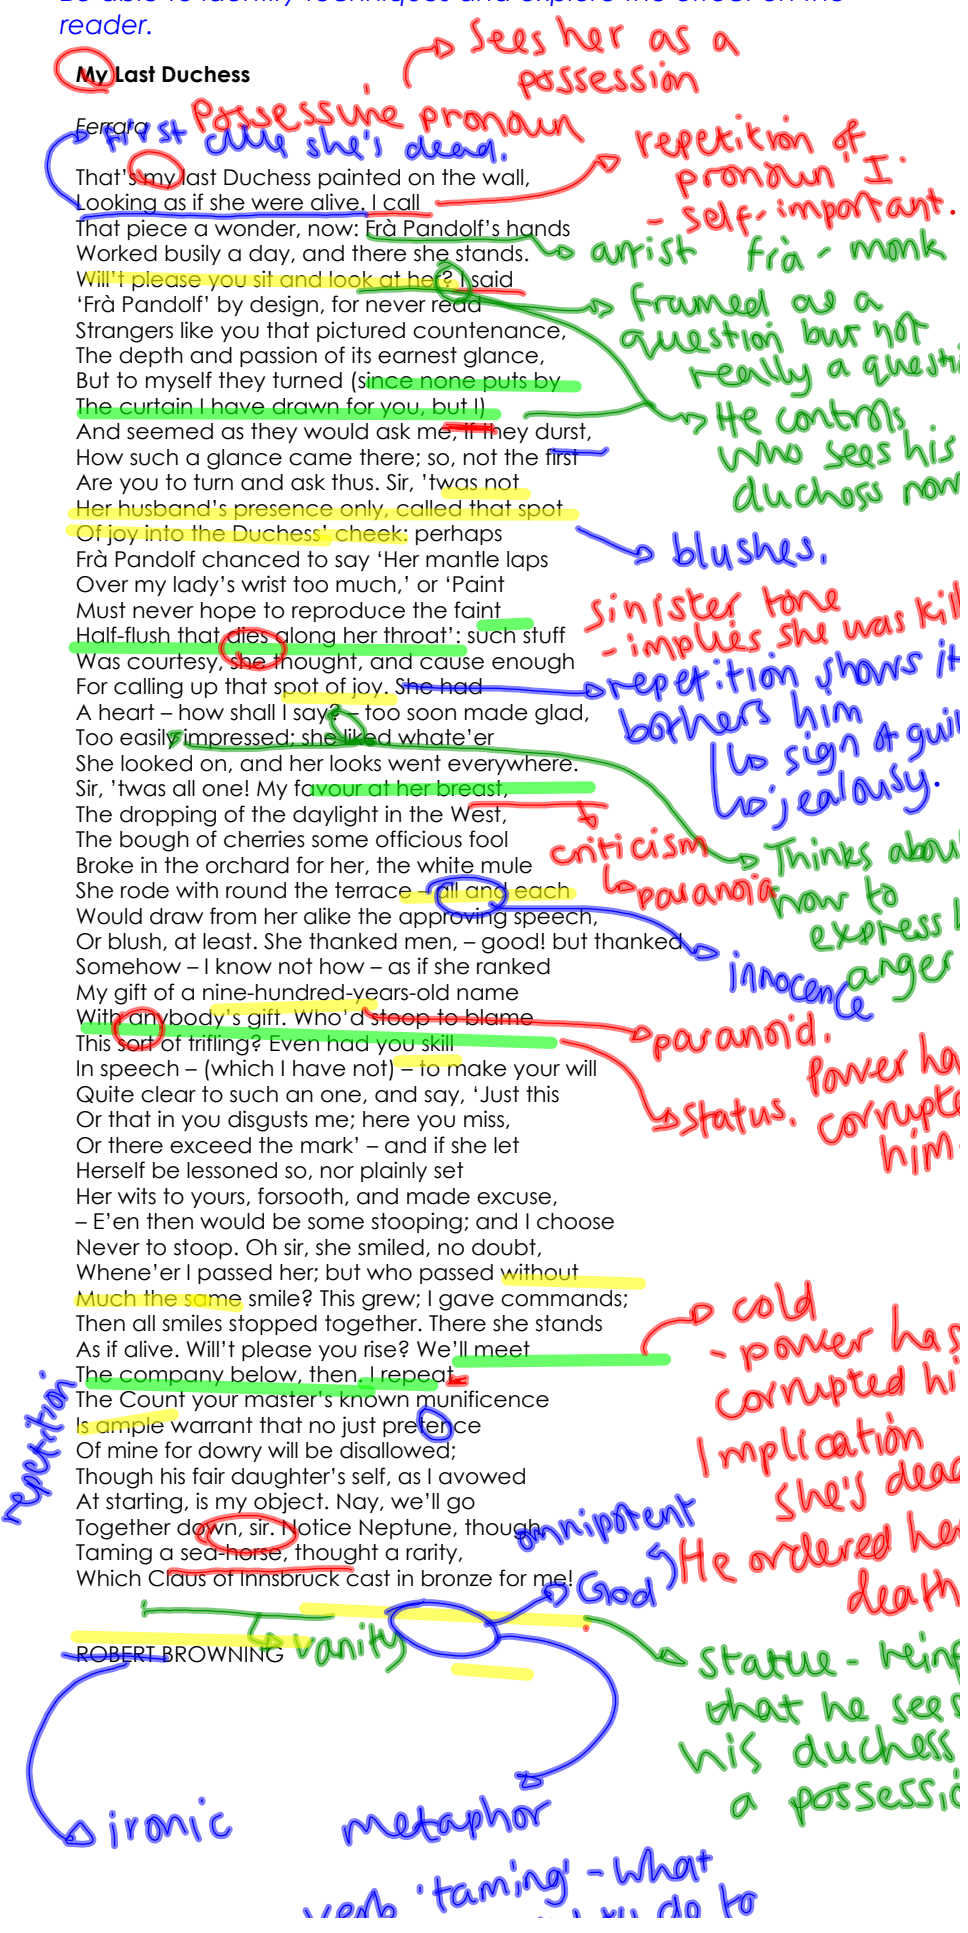 reader.
sees her as a
possession
My Last Duchess
Possessive pronoun
Ferrara
First clue she's dead.
repetition of
pronoun I.
- self-important.
That's my last Duchess painted on the wall,
Looking as if she were alive. I call
That piece a wonder, now: Frà Pandolf's hands
Worked busily a day, and there she stands.
artist frà - monk
Will't please you sit and look at her? I said
'Frà Pandolf' by design, for never read
Strangers like you that pictured countenance,
The depth and passion of its earnest glance,
But to myself they turned (since none puts by
The curtain I have drawn for you, but I)
And seemed as they would ask me, if they durst,
How such a glance came there; so, not the first
Are you to turn and ask thus. Sir, 'twas not
Her husband's presence only, called that spot
Of joy into the Duchess' cheek: perhaps
framed as a
question but not
really a questi
He controls
who sees his
duchess now
blushes.
Frà Pandolf chanced to say 'Her mantle laps
Over my lady's wrist too much,' or 'Paint
Must never hope to reproduce the faint
Half-flush that dies along her throat': such stuff
Was courtesy, she thought, and cause enough
For calling up that spot of joy. She had
A heart – how shall I say? – too soon made glad,
Too easily impressed; she liked whate'er
She looked on, and her looks went everywhere.
Sir, 'twas all one! My favour at her breast,
The dropping of the daylight in the West,
The bough of cherries some officious fool
Broke in the orchard for her, the white mule
She rode with round the terrace – all and each
Would draw from her alike the approving speech,
Or blush, at least. She thanked men, – good! but thanked
Somehow – I know not how – as if she ranked
My gift of a nine-hundred-years-old name
With anybody's gift. Who'd stoop to blame
This sort of trifling? Even had you skill
In speech – (which I have not) – to make your will
Quite clear to such an one, and say, 'Just this
Or that in you disgusts me; here you miss,
Or there exceed the mark' – and if she let
Herself be lessoned so, nor plainly set
Her wits to yours, forsooth, and made excuse,
– E'en then would be some stooping; and I choose
Never to stoop. Oh sir, she smiled, no doubt,
sinister tone
- implies she was kill
repetition shows it
bothers him
sign of guil
jealousy.
criticism
paranoia
Thinks abou
how to
express h
anger
innocence
paranoid.
status.
Power ha
corrupte
him.
Whene'er I passed her; but who passed without
Much the same smile? This grew; I gave commands;
Then all smiles stopped together. There she stands
As if alive. Will't please you rise? We'll meet
The company below, then. I repeat,
The Count your master's known munificence
Is ample warrant that no just pretence
Of mine for dowry will be disallowed;
Though his fair daughter's self, as I avowed
At starting, is my object. Nay, we'll go
Together down, sir. Notice Neptune, though,
Taming a sea-horse, thought a rarity,
Which Claus of Innsbruck cast in bronze for me!
cold
- power has
corrupted hi
Implication
she's dead
He ordered her
death
repetition
omnipotent
God
vanity
ROBERT BROWNING
statue - rein
what he sees
his duchess
a possessio
ironic
metaphor
verb 'taming' - what
do to